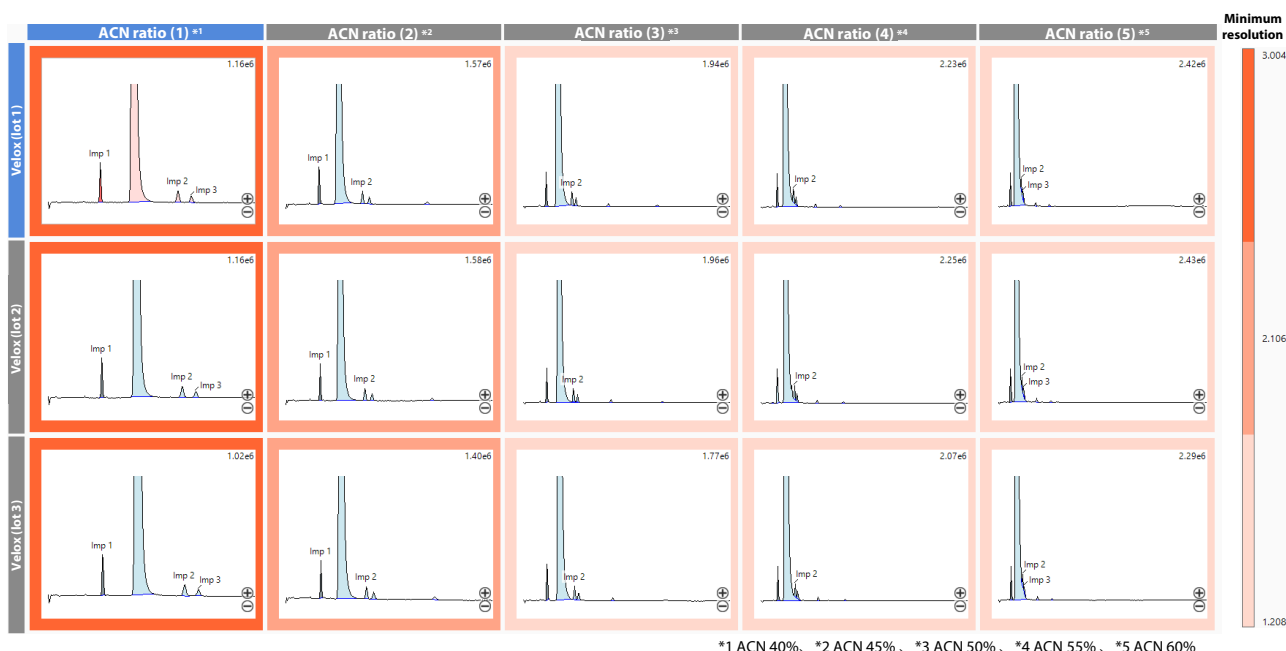 ACN ratio (1) *1
ACN ratio (2) *2
ACN ratio (3) *3
ACN ratio (4) *4
ACN ratio (5) *5
Minimum
resolution
3.004
2.106
1.208
Velox (lot 1)
1.16e6
Imp 1
Imp 2
Imp 3
1.57e6
Imp 1
Imp 2
1.94e6
Imp 2
2.23e6
Imp 2
2.42e6
Imp 2
Imp 3
Velox (lot 2)
1.16e6
Imp 1
Imp 2
Imp 3
1.58e6
Imp 1
Imp 2
1.96e6
Imp 2
2.25e6
Imp 2
2.43e6
Imp 2
Imp 3
Velox (lot 3)
1.02e6
Imp 1
Imp 2
Imp 3
1.40e6
Imp 1
Imp 2
1.77e6
Imp 2
2.07e6
Imp 2
2.29e6
Imp 2
Imp 3
*1 ACN 40%、 *2 ACN 45%、 *3 ACN 50%、 *4 ACN 55%、 *5 ACN 60%